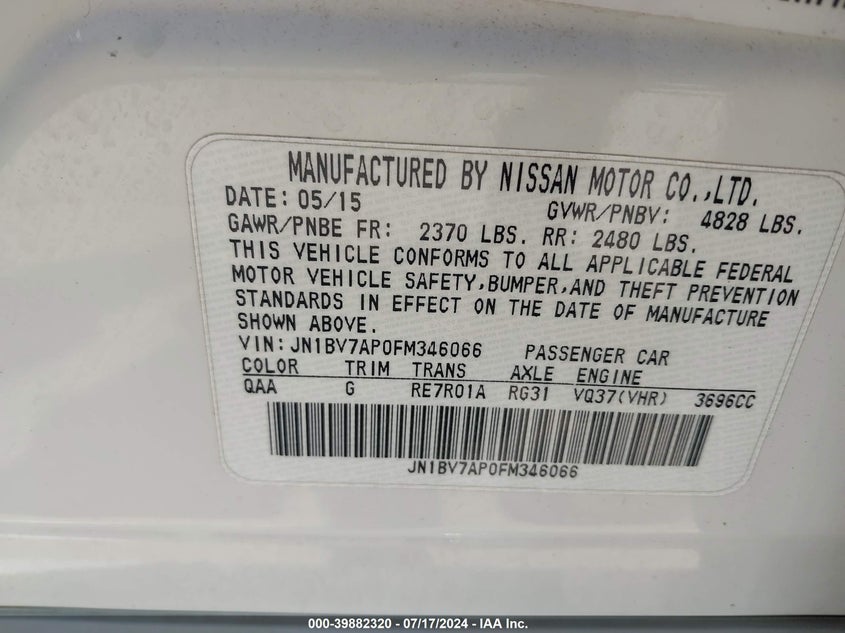 MANUFACTURED BY NISSAN MOTOR CO.,LTD.
DATE: 05/15 GVWR/PNBV: 4828 LBS.
GAWR/PNBE FR: 2370 LBS. RR: 2480 LBS.
THIS VEHICLE CONFORMS TO ALL APPLICABLE FEDERAL
MOTOR VEHICLE SAFETY,BUMPER,AND THEFT PREVENTION
STANDARDS IN EFFECT ON THE DATE OF MANUFACTURE
SHOWN ABOVE.
VIN: JN1BV7AP0FM346066 PASSENGER CAR
COLOR TRIM TRANS AXLE ENGINE
QAA G RE7R01A RG31 VQ37(VHR) 3696CC
JN1BV7AP0FM346066
000-39882320 / 07/17/2024 - IAA Inc.